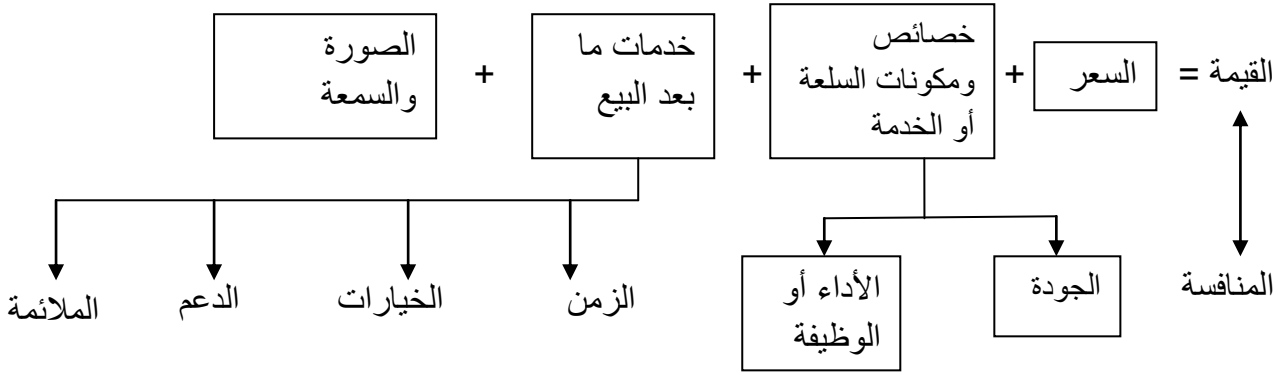 القيمة =
السعر
+
خصائص
ومكونات السلعة
أو الخدمة
+
خدمات ما
بعد البيع
+
الصورة
والسمعة
المنافسة
الجودة
الأداء أو
الوظيفة
الزمن
الخيارات
الدعم
الملائمة